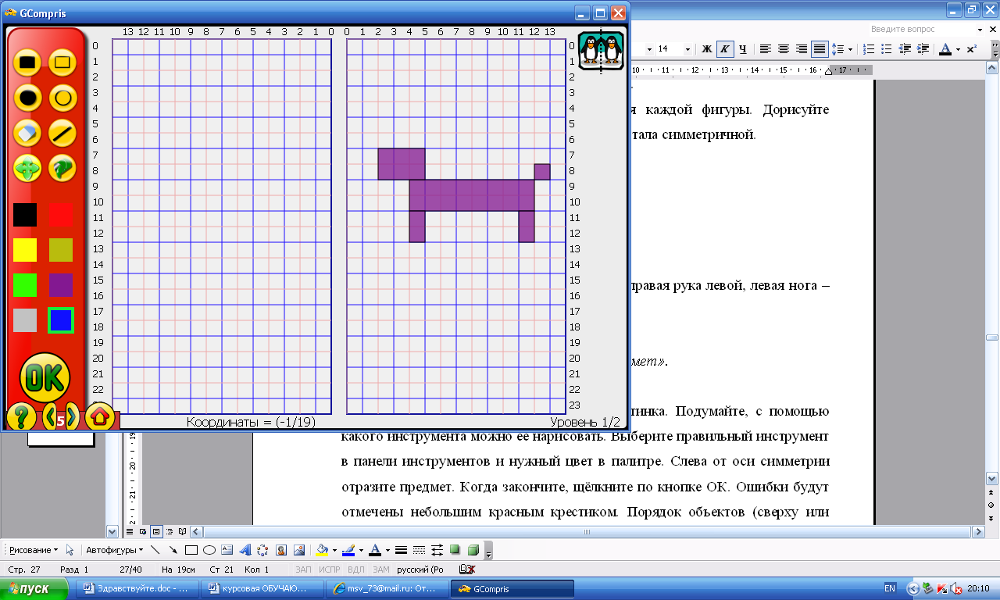 GCompris
Введите вопрос
14
Ж К Ч
13 12 11 10 9 8 7 6 5 4 3 2 1 0
0 1 2 3 4 5 6 7 8 9 10 11 12 13
0 0
1 1
2 2
3 3
4 4
5 5
6 6
7 7
8 8
9 9
10 10
11 11
12 12
13 13
14 14
15 15
16 16
17 17
18 18
19 19
20 20
21 21
22 22
23
OK
5
Координаты = (-1/19)
Уровень 1/2
10 11 12 13 14 15 16 17
я каждой фигуры. Дорисуйте
тала симметричной.
правая рука левой, левая нога –
мет».
тинка. Подумайте, с помощью
какого инструмента можно ее нарисовать. Выберите правильный инструмент
в панели инструментов и нужный цвет в палитре. Слева от оси симметрии
отразите предмет. Когда закончите, щёлкните по кнопке ОК. Ошибки будут
отмечены небольшим красным крестиком. Порядок объектов (сверху или
19 20 21
Рисование Автофигуры
Стр. 27 Разд 1 27/40 На 19см Ст 21 Кол 1 ЗАП ИСПР ВДЛ ЗАМ русский (Ро
пуск Здравствуйте.doc - ... курсовая ОБУЧАЮ... msv_73@mail.ru: От... GCompris EN 20:10